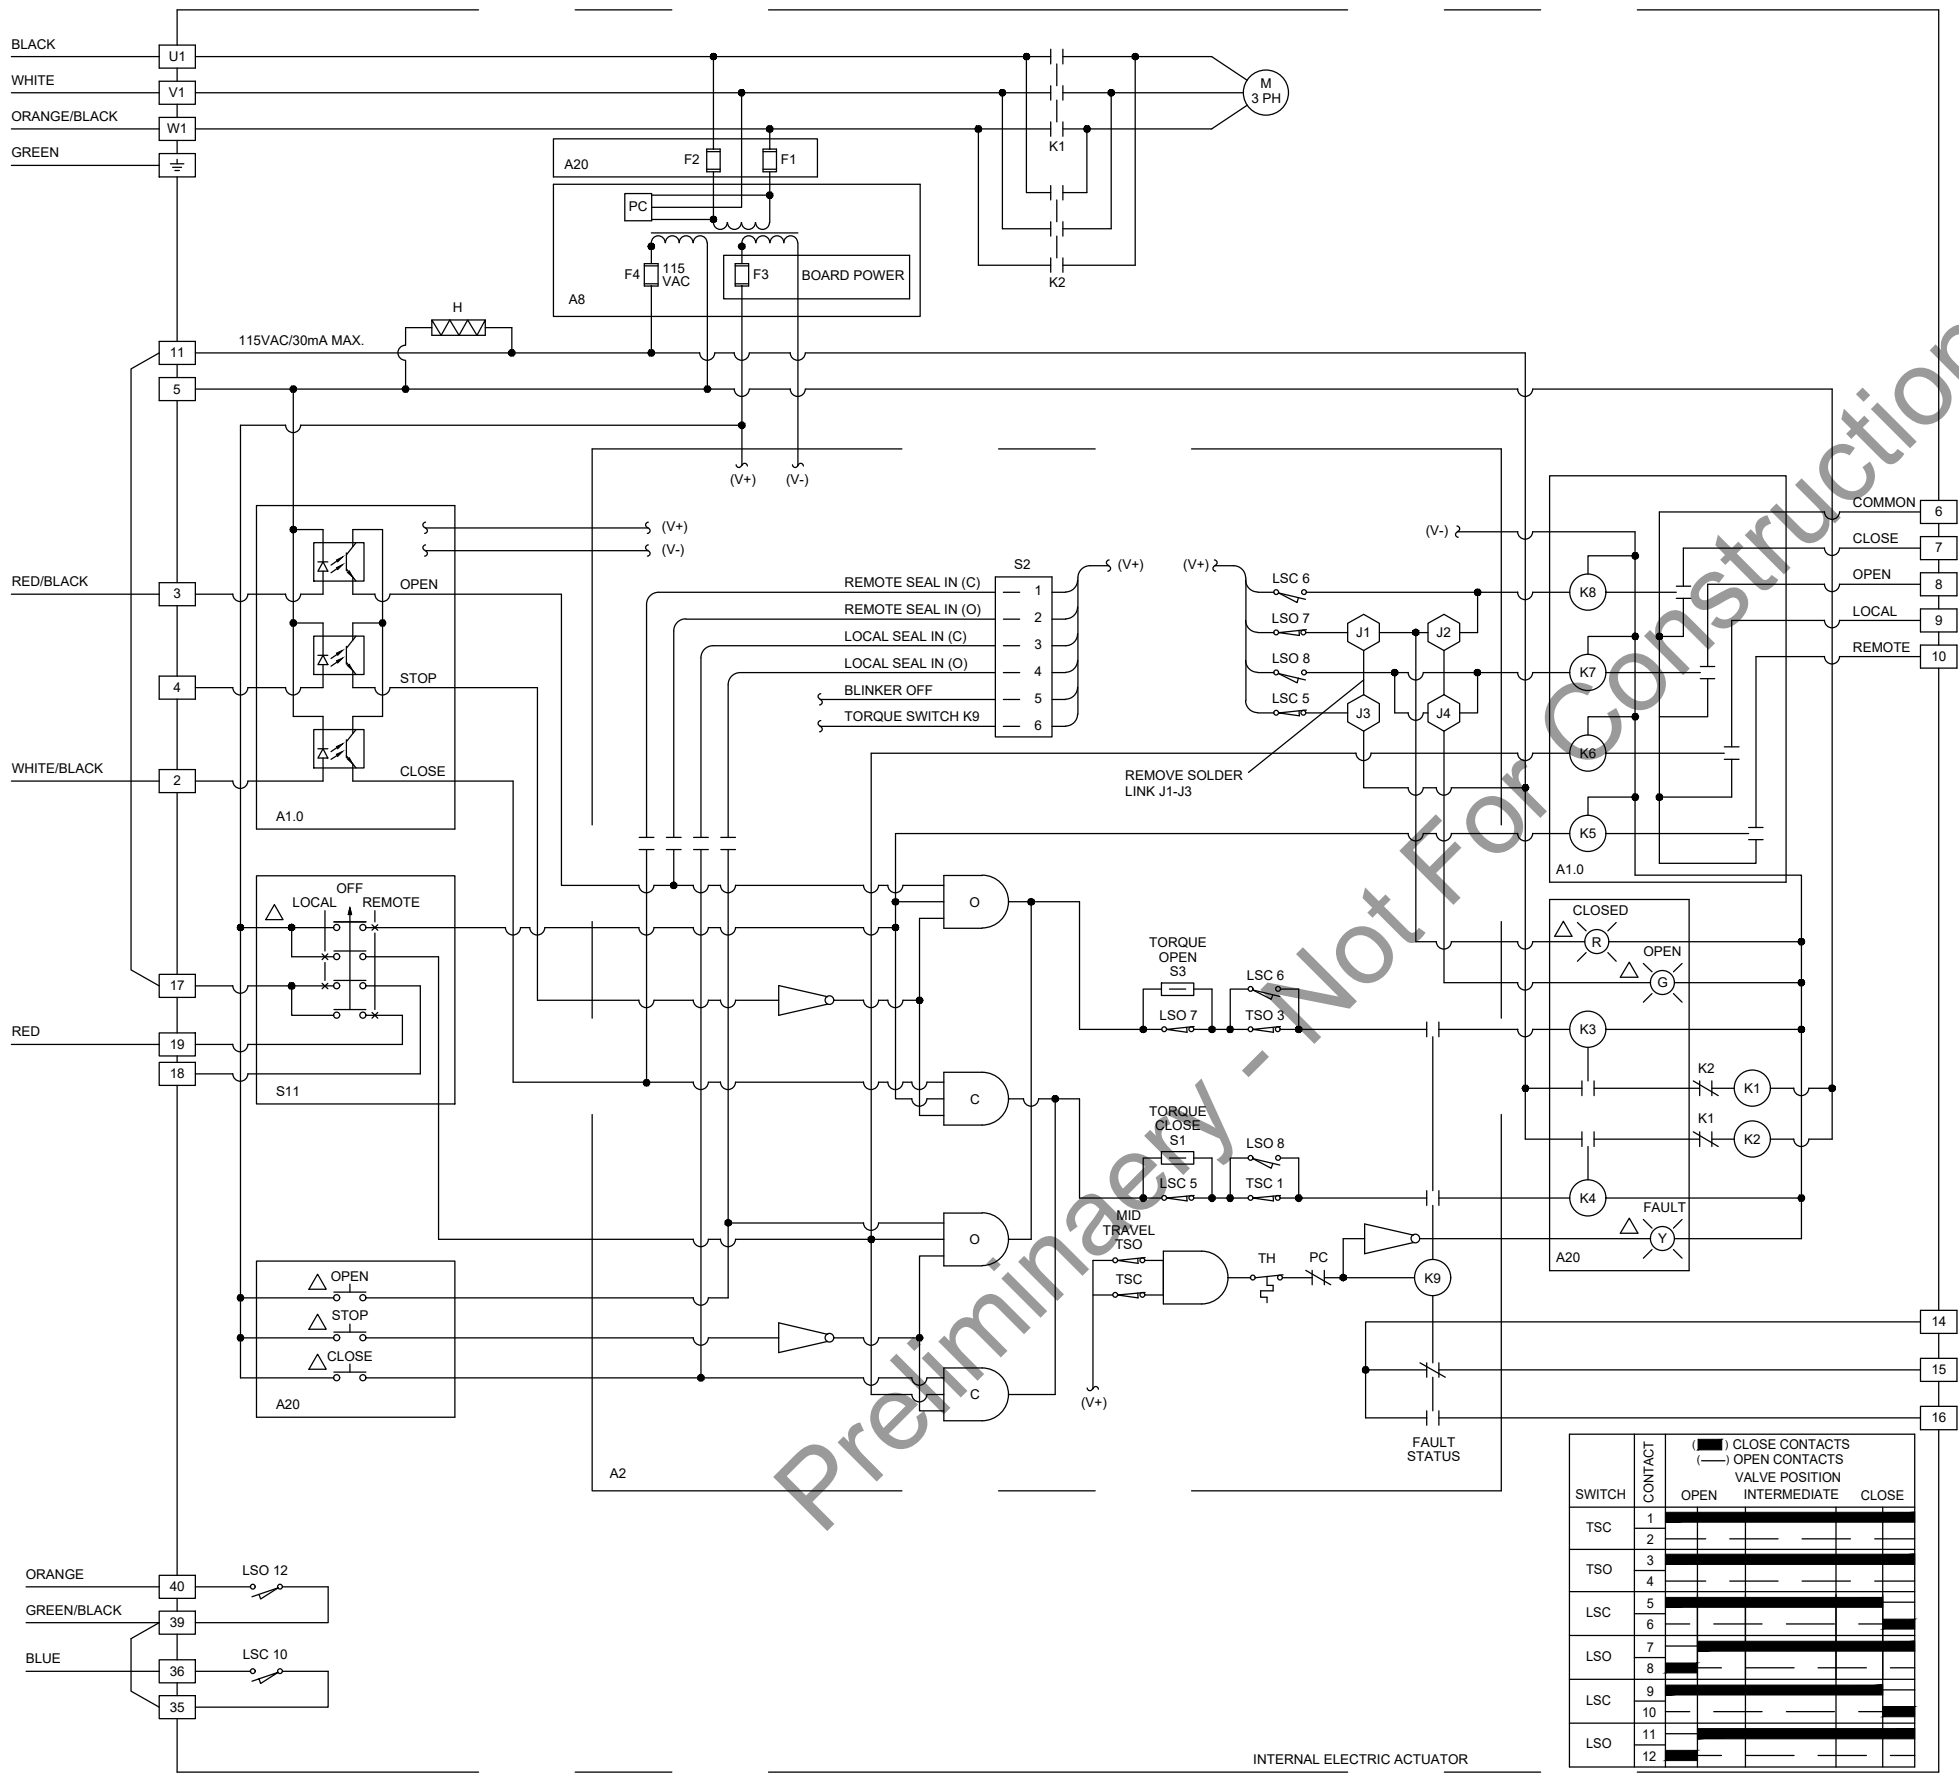 BLACK
U1
WHITE
V1
ORANGE/BLACK
W1
GREEN
M
3 PH
K1
K2
A20
F2
F1
PC
F4
115
VAC
F3
BOARD POWER
A8
H
115VAC/30mA MAX.
11
5
(V+)
(V-)
(V+)
(V-)
RED/BLACK
3
OPEN
4
STOP
WHITE/BLACK
2
CLOSE
A1.0
S2
REMOTE SEAL IN (C)
1
REMOTE SEAL IN (O)
2
LOCAL SEAL IN (C)
3
LOCAL SEAL IN (O)
4
BLINKER OFF
5
TORQUE SWITCH K9
6
(V+)
(V+)
(V-)
LSC 6
LSO 7
J1
J2
LSO 8
LSC 5
J3
J4
REMOVE SOLDER
LINK J1-J3
K8
K7
K6
K5
A1.0
COMMON
6
CLOSE
7
OPEN
8
LOCAL
9
REMOTE
10
OFF
LOCAL
REMOTE
17
RED
19
18
S11
O
C
O
C
TORQUE
OPEN
S3
LSC 6
LSO 7
TSO 3
TORQUE
CLOSE
S1
LSO 8
LSC 5
TSC 1
MID
TRAVEL
TSO
TSC
TH
PC
K9
(V+)
CLOSED
R
OPEN
G
K3
K2
K1
K1
K2
K4
FAULT
Y
A20
OPEN
STOP
CLOSE
A20
A2
14
15
16
FAULT
STATUS
ORANGE
40
LSO 12
GREEN/BLACK
39
BLUE
36
LSC 10
35
SWITCH
CONTACT
( ) CLOSE CONTACTS
(—) OPEN CONTACTS
VALVE POSITION
OPEN INTERMEDIATE CLOSE
TSC
1
2
TSO
3
4
LSC
5
6
LSO
7
8
LSC
9
10
LSO
11
12
INTERNAL ELECTRIC ACTUATOR
Preliminaery - Not For Construction